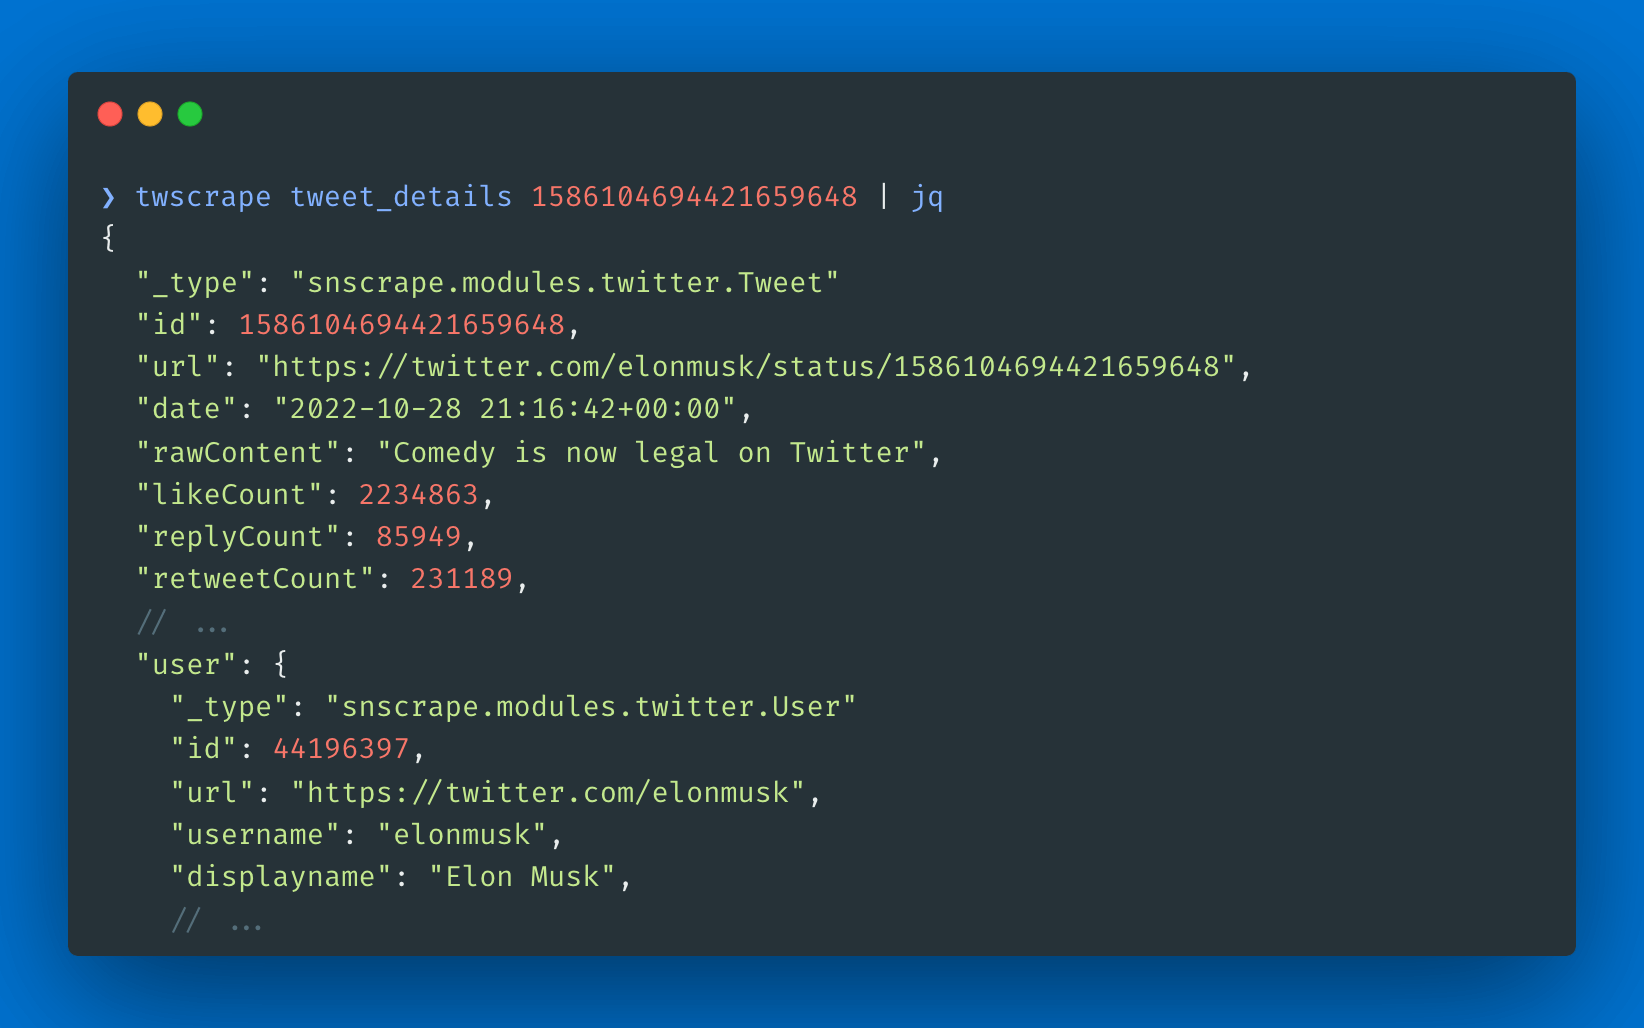 ❯ twscrape tweet_details 1586104694421659648 | jq
{
  "_type": "snscrape.modules.twitter.Tweet"
  "id": 1586104694421659648,
  "url": "https://twitter.com/elonmusk/status/1586104694421659648",
  "date": "2022-10-28 21:16:42+00:00",
  "rawContent": "Comedy is now legal on Twitter",
  "likeCount": 2234863,
  "replyCount": 85949,
  "retweetCount": 231189,
  // ...
  "user": {
    "_type": "snscrape.modules.twitter.User"
    "id": 44196397,
    "url": "https://twitter.com/elonmusk",
    "username": "elonmusk",
    "displayname": "Elon Musk",
    // ...